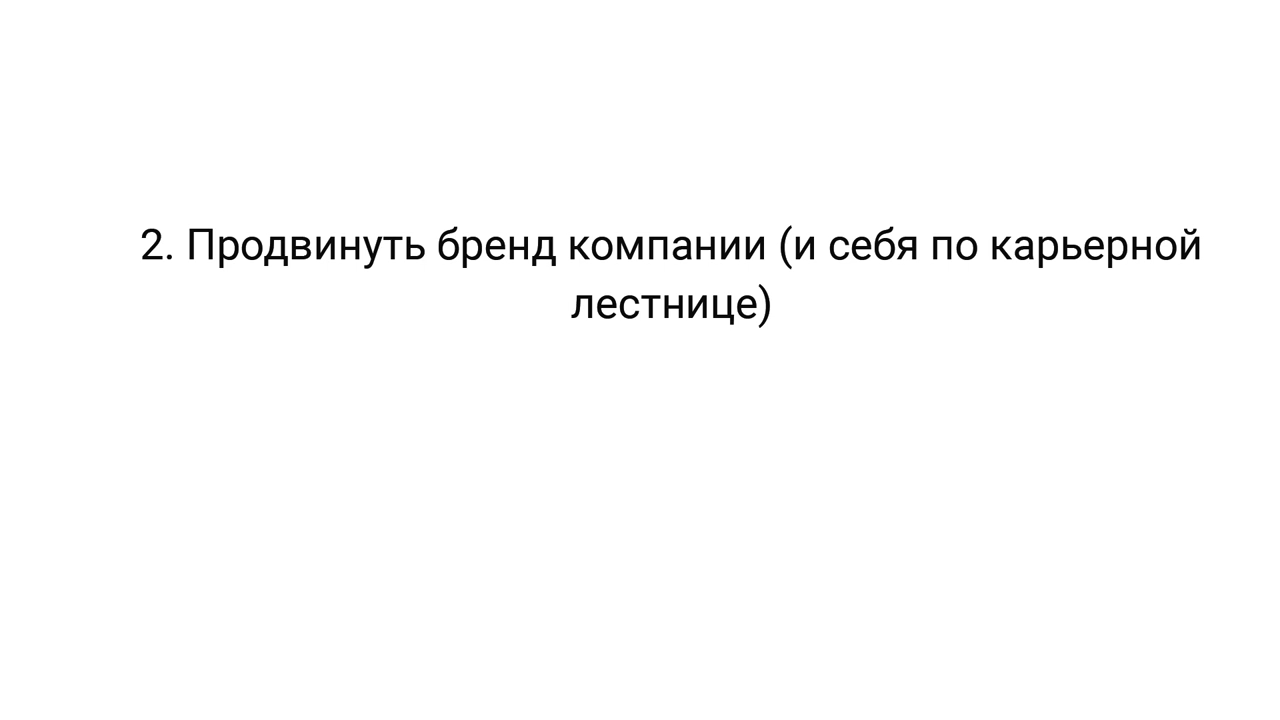 2. Продвинуть бренд компании (и себя по карьерной
лестнице)